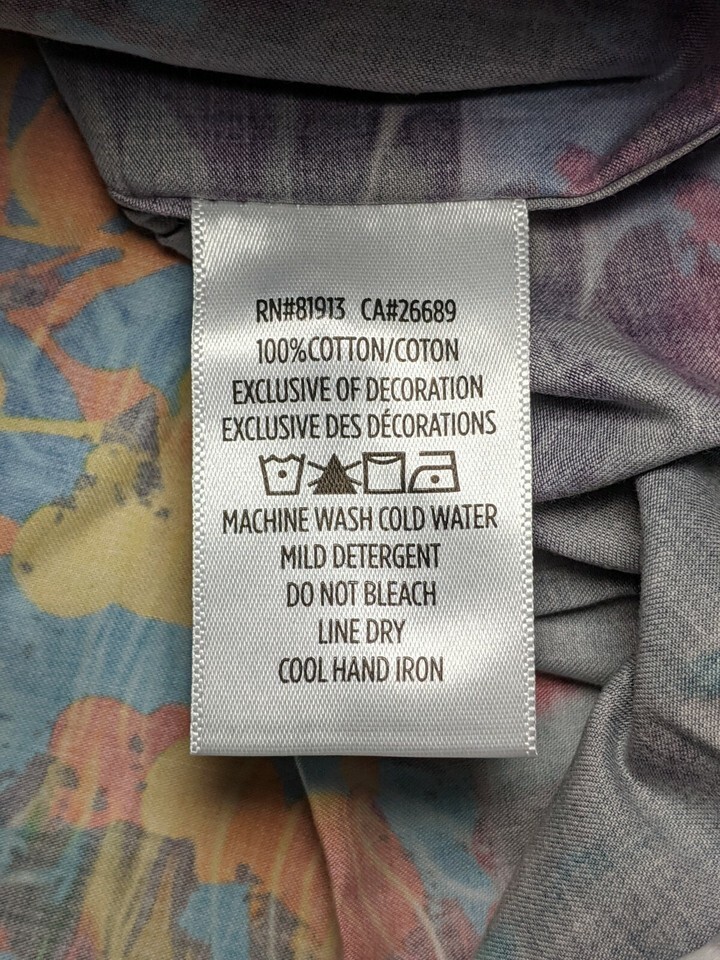 RN#81913 CA#26689
100%COTTON/COTON
EXCLUSIVE OF DECORATION
EXCLUSIVE DES DÉCORATIONS
MACHINE WASH COLD WATER
MILD DETERGENT
DO NOT BLEACH
LINE DRY
COOL HAND IRON